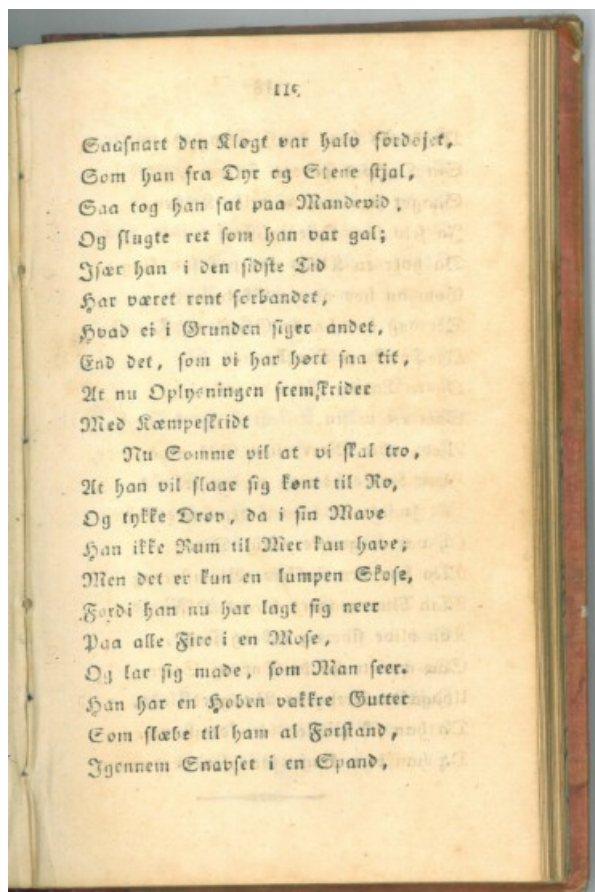 115
Saasnart den Kløgt var halv fordøjet,
Som han fra Dyr og Stene stjal,
Saa tog han fat paa Mandevid,
Og slugte ret som han var gal;
Især han i den sidste Tid
Har været rent forbandet,
Hvad ei i Grunden siger andet,
End det, som vi har hørt saa tit,
At nu Oplysningen fremskrider
Med Kæmpeskridt
Nu Somme vil at vi skal tro,
At han vil slaae sig kønt til Ro,
Og tykke Drøv, da i sin Mave
Han ikke Rum til Mer kan have;
Men det er kun en lumpen Skose,
Fordi han nu har lagt sig neer
Paa alle Fire i en Mose,
Og lar sig made, som Man seer.
Han har en Hoben vakkre Gutter
Som slæbe til ham al Forstand,
Igennem Snavset i en Spand,